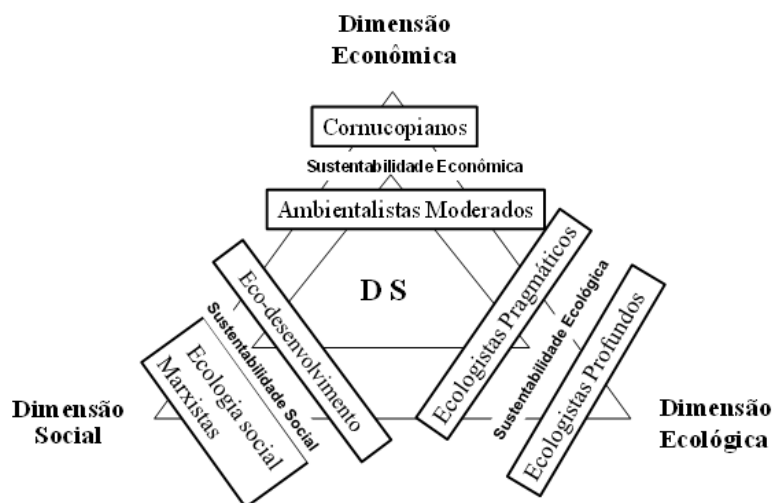 Dimensão
Econômica
Cornucopianos
Sustentabilidade Econômica
Ambientalistas Moderados
D S
Eco-desenvolvimento
Sustentabilidade Social
Ecologia social
Marxistas
Ecologistas Pragmáticos
Sustentabilidade Ecológica
Ecologistas Profundos
Dimensão
Social
Dimensão
Ecológica